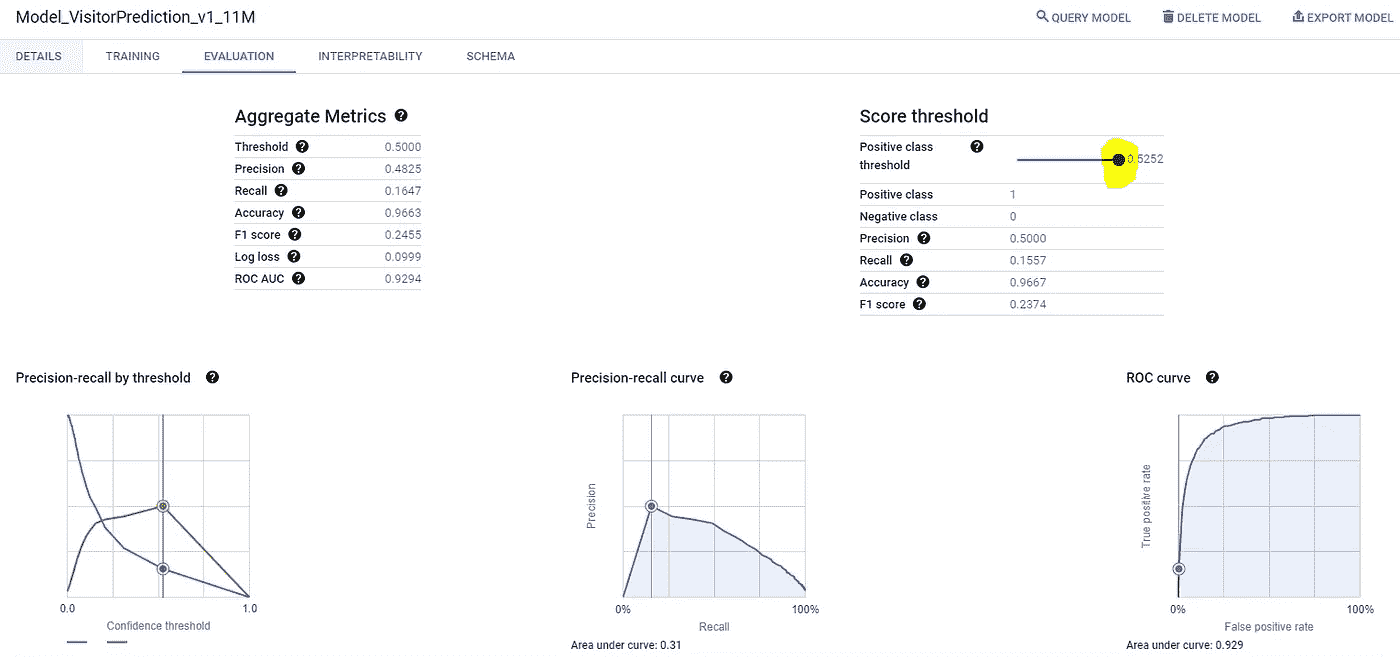 Model_VisitorPrediction_v1_11M
QUERY MODEL
DELETE MODEL
EXPORT MODEL
DETAILS
TRAINING
EVALUATION
INTERPRETABILITY
SCHEMA
Aggregate Metrics ?
Threshold ? 0.5000
Precision ? 0.4825
Recall ? 0.1647
Accuracy ? 0.9663
F1 score ? 0.2455
Log loss ? 0.0999
ROC AUC ? 0.9294
Score threshold
Positive class ?
threshold
0.5252
Positive class 1
Negative class 0
Precision ? 0.5000
Recall ? 0.1557
Accuracy ? 0.9667
F1 score ? 0.2374
Precision-recall by threshold ?
0.0 1.0
Confidence threshold
Precision-recall curve ?
Precision
0% 100%
Recall
Area under curve: 0.31
ROC curve ?
True positive rate
0% 100%
False positive rate
Area under curve: 0.929